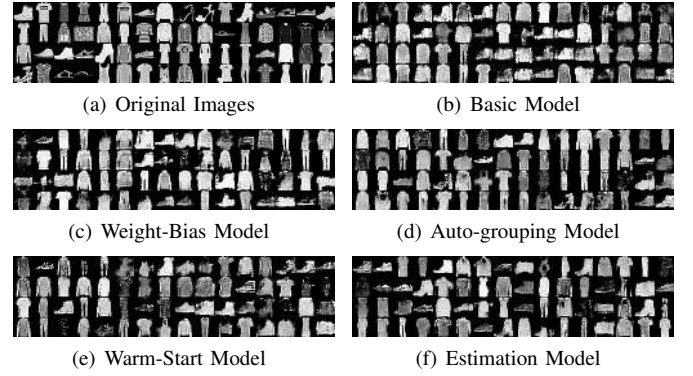 (a) Original Images
(b) Basic Model
(c) Weight-Bias Model
(d) Auto-grouping Model
(e) Warm-Start Model
(f) Estimation Model